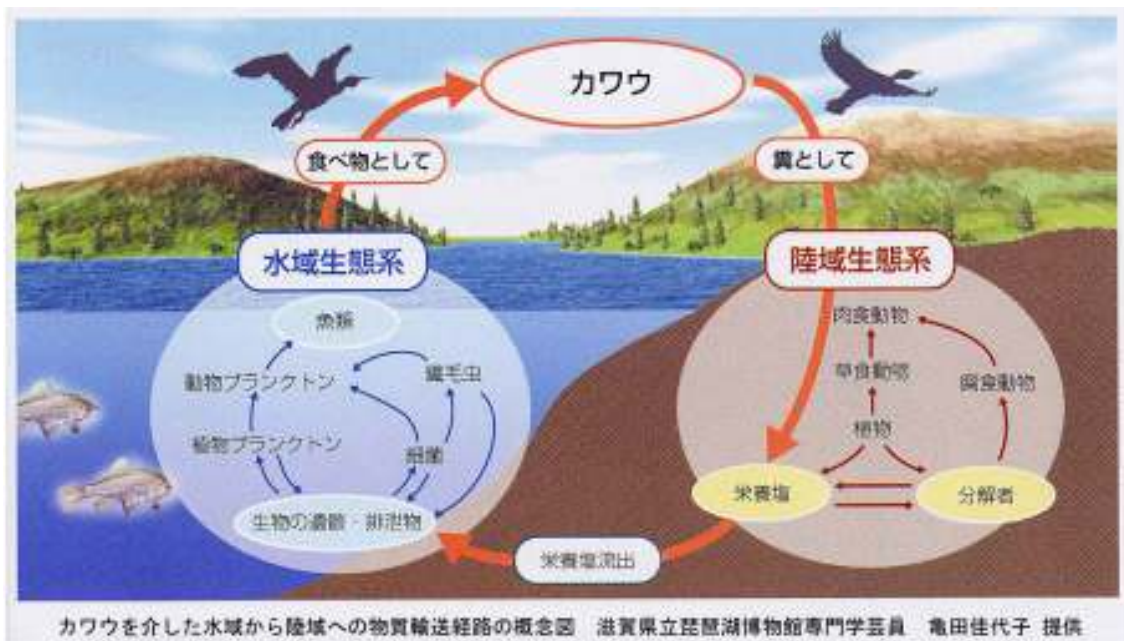 カワウ
食べ物として
糞として
水域生態系
陸域生態系
魚類
動物プランクトン
繊毛虫
植物プランクトン
細菌
生物の遺骸・排泄物
肉食動物
草食動物
腐食動物
植物
栄養塩
分解者
栄養塩流出
カワウを介した水域から陸域への物質輸送経路の概念図　滋賀県立琵琶湖博物館専門学芸員　亀田佳代子 提供